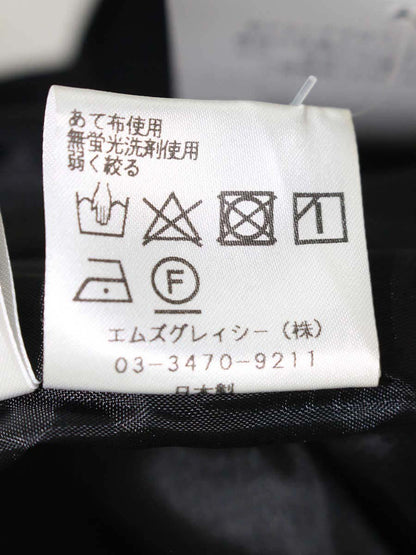 あて布使用
無蛍光洗剤使用
弱く絞る
F
エムズグレイシー（株）
03-3470-9211
日本製